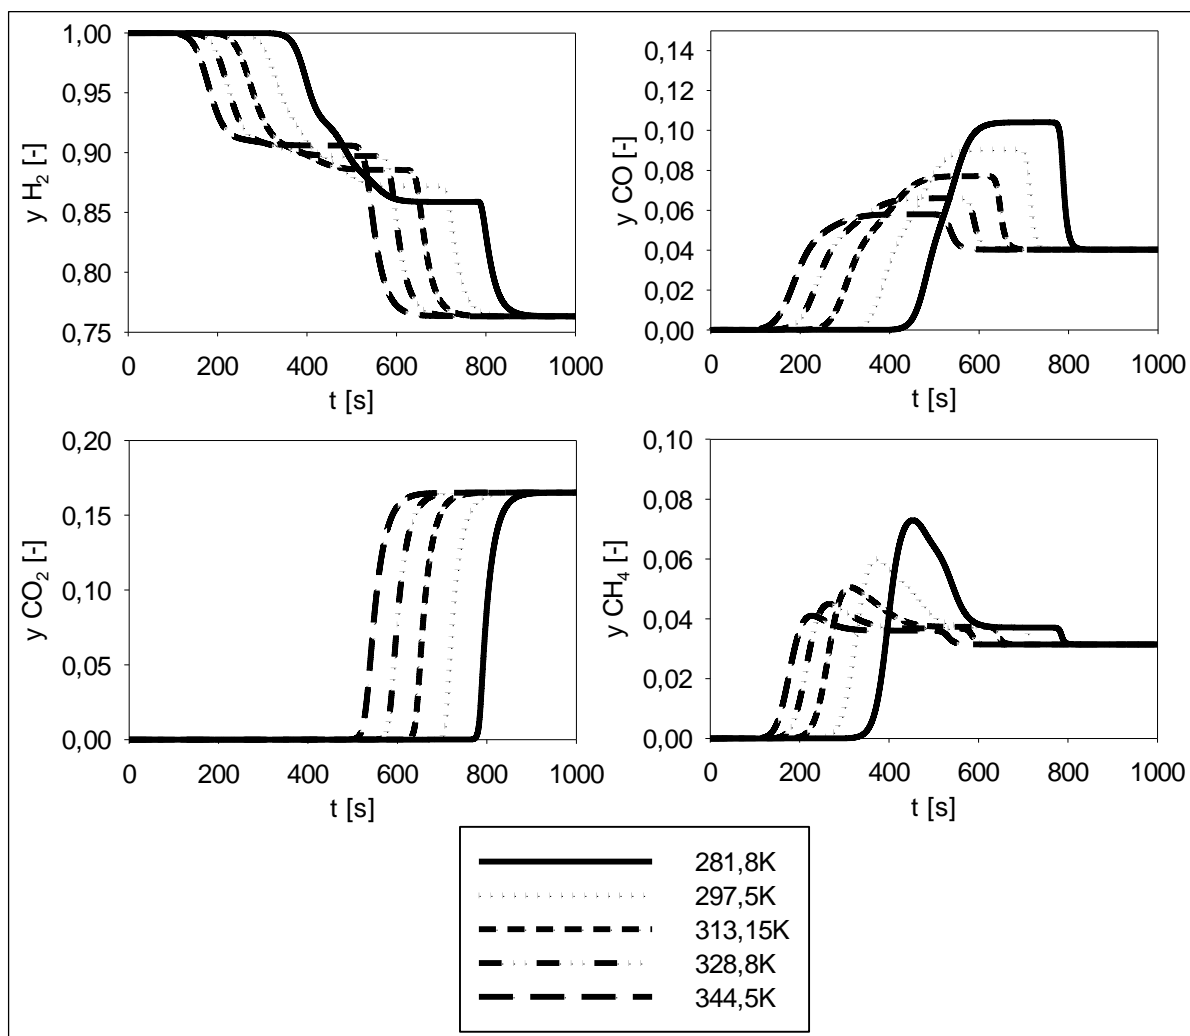 1,00
0,95
0,90
0,85
0,80
0,75
y H2 [-]
0 200 400 600 800 1000
t [s]
0,14
0,12
0,10
0,08
0,06
0,04
0,02
0,00
y CO [-]
0 200 400 600 800 1000
t [s]
0,20
0,15
0,10
0,05
0,00
y CO2 [-]
0 200 400 600 800 1000
t [s]
0,10
0,08
0,06
0,04
0,02
0,00
y CH4 [-]
0 200 400 600 800 1000
t [s]
281,8K
297,5K
313,15K
328,8K
344,5K